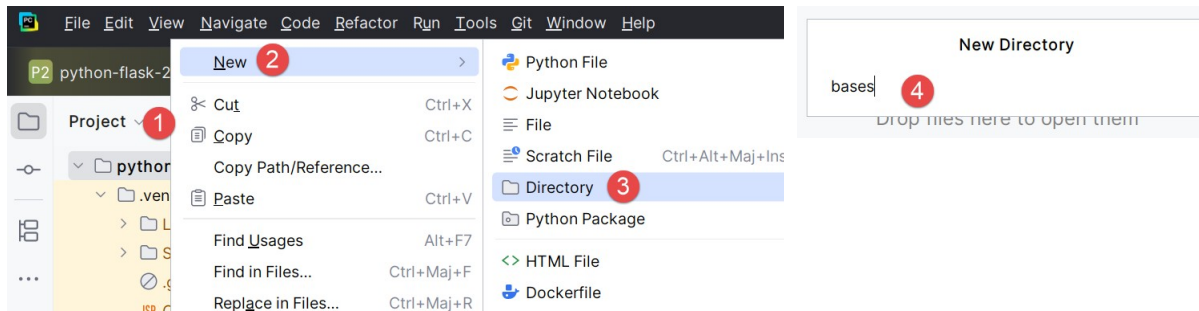 File Edit View Navigate Code Refactor Run Tools Git Window Help
P2 python-flask-2
Project 1
python
.ven
L
S
.g
New 2
Cut Ctrl+X
Copy Ctrl+C
Copy Path/Reference...
Paste Ctrl+V
Find Usages Alt+F7
Find in Files... Ctrl+Maj+F
Replace in Files... Ctrl+Maj+R
Python File
Jupyter Notebook
File
Scratch File Ctrl+Alt+Maj+Ins
Directory 3
Python Package
HTML File
Dockerfile
New Directory
bases 4
Drop files here to open them